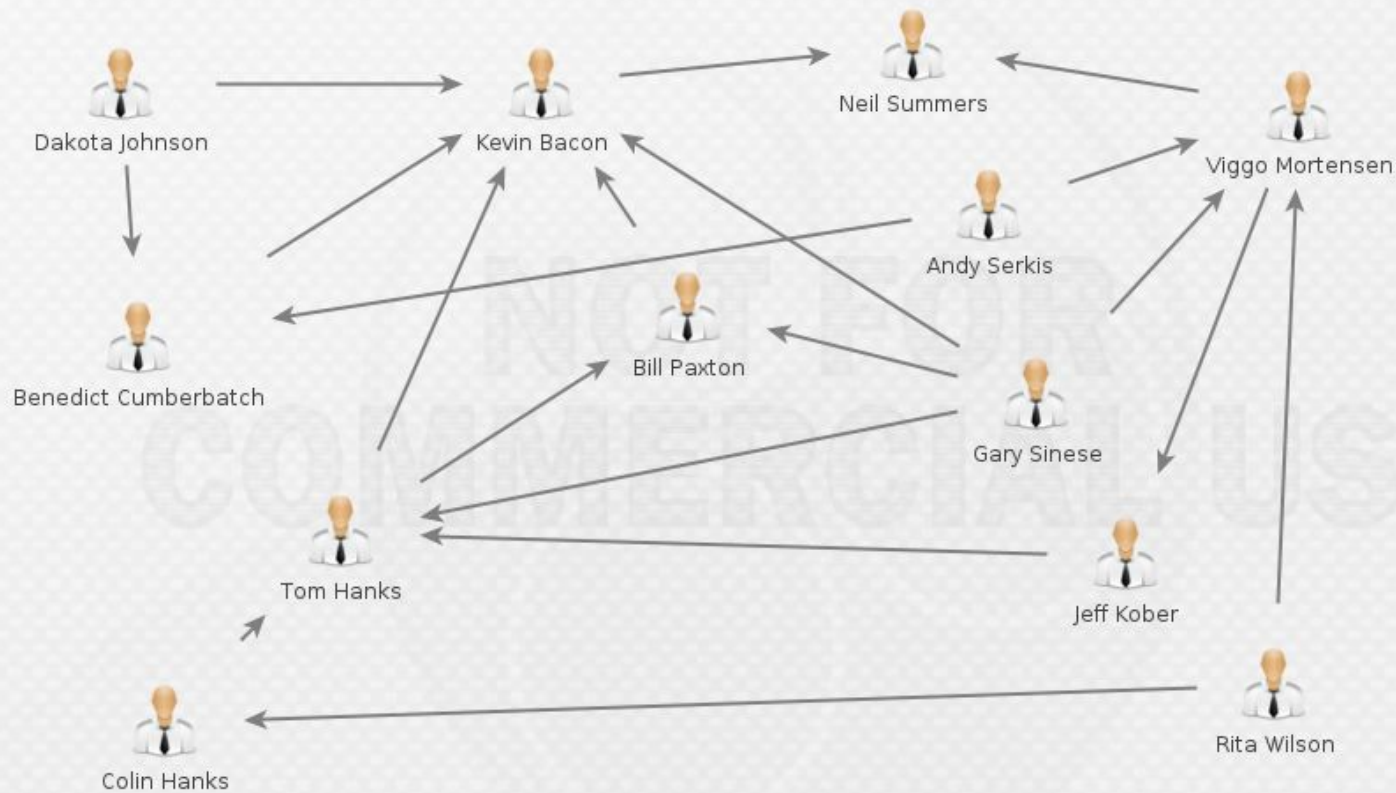 Neil Summers
Dakota Johnson
Kevin Bacon
Viggo Mortensen
Andy Serkis
NOT FOR
Bill Paxton
Benedict Cumberbatch
COMMERCIAL US
Gary Sinese
Tom Hanks
Jeff Kober
Rita Wilson
Colin Hanks